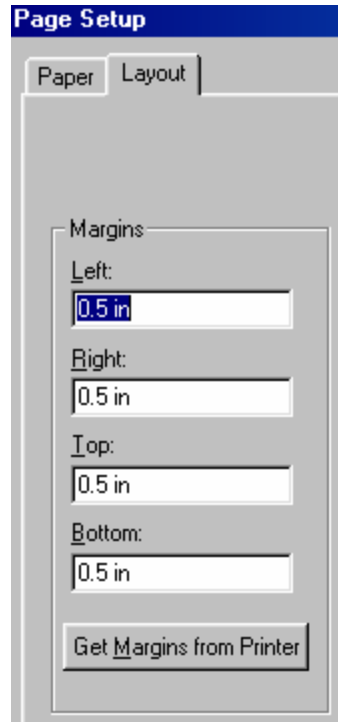 Page Setup
Paper Layout
Margins
Left:
0.5 in
Right:
0.5 in
Top:
0.5 in
Bottom:
0.5 in
Get Margins from Printer